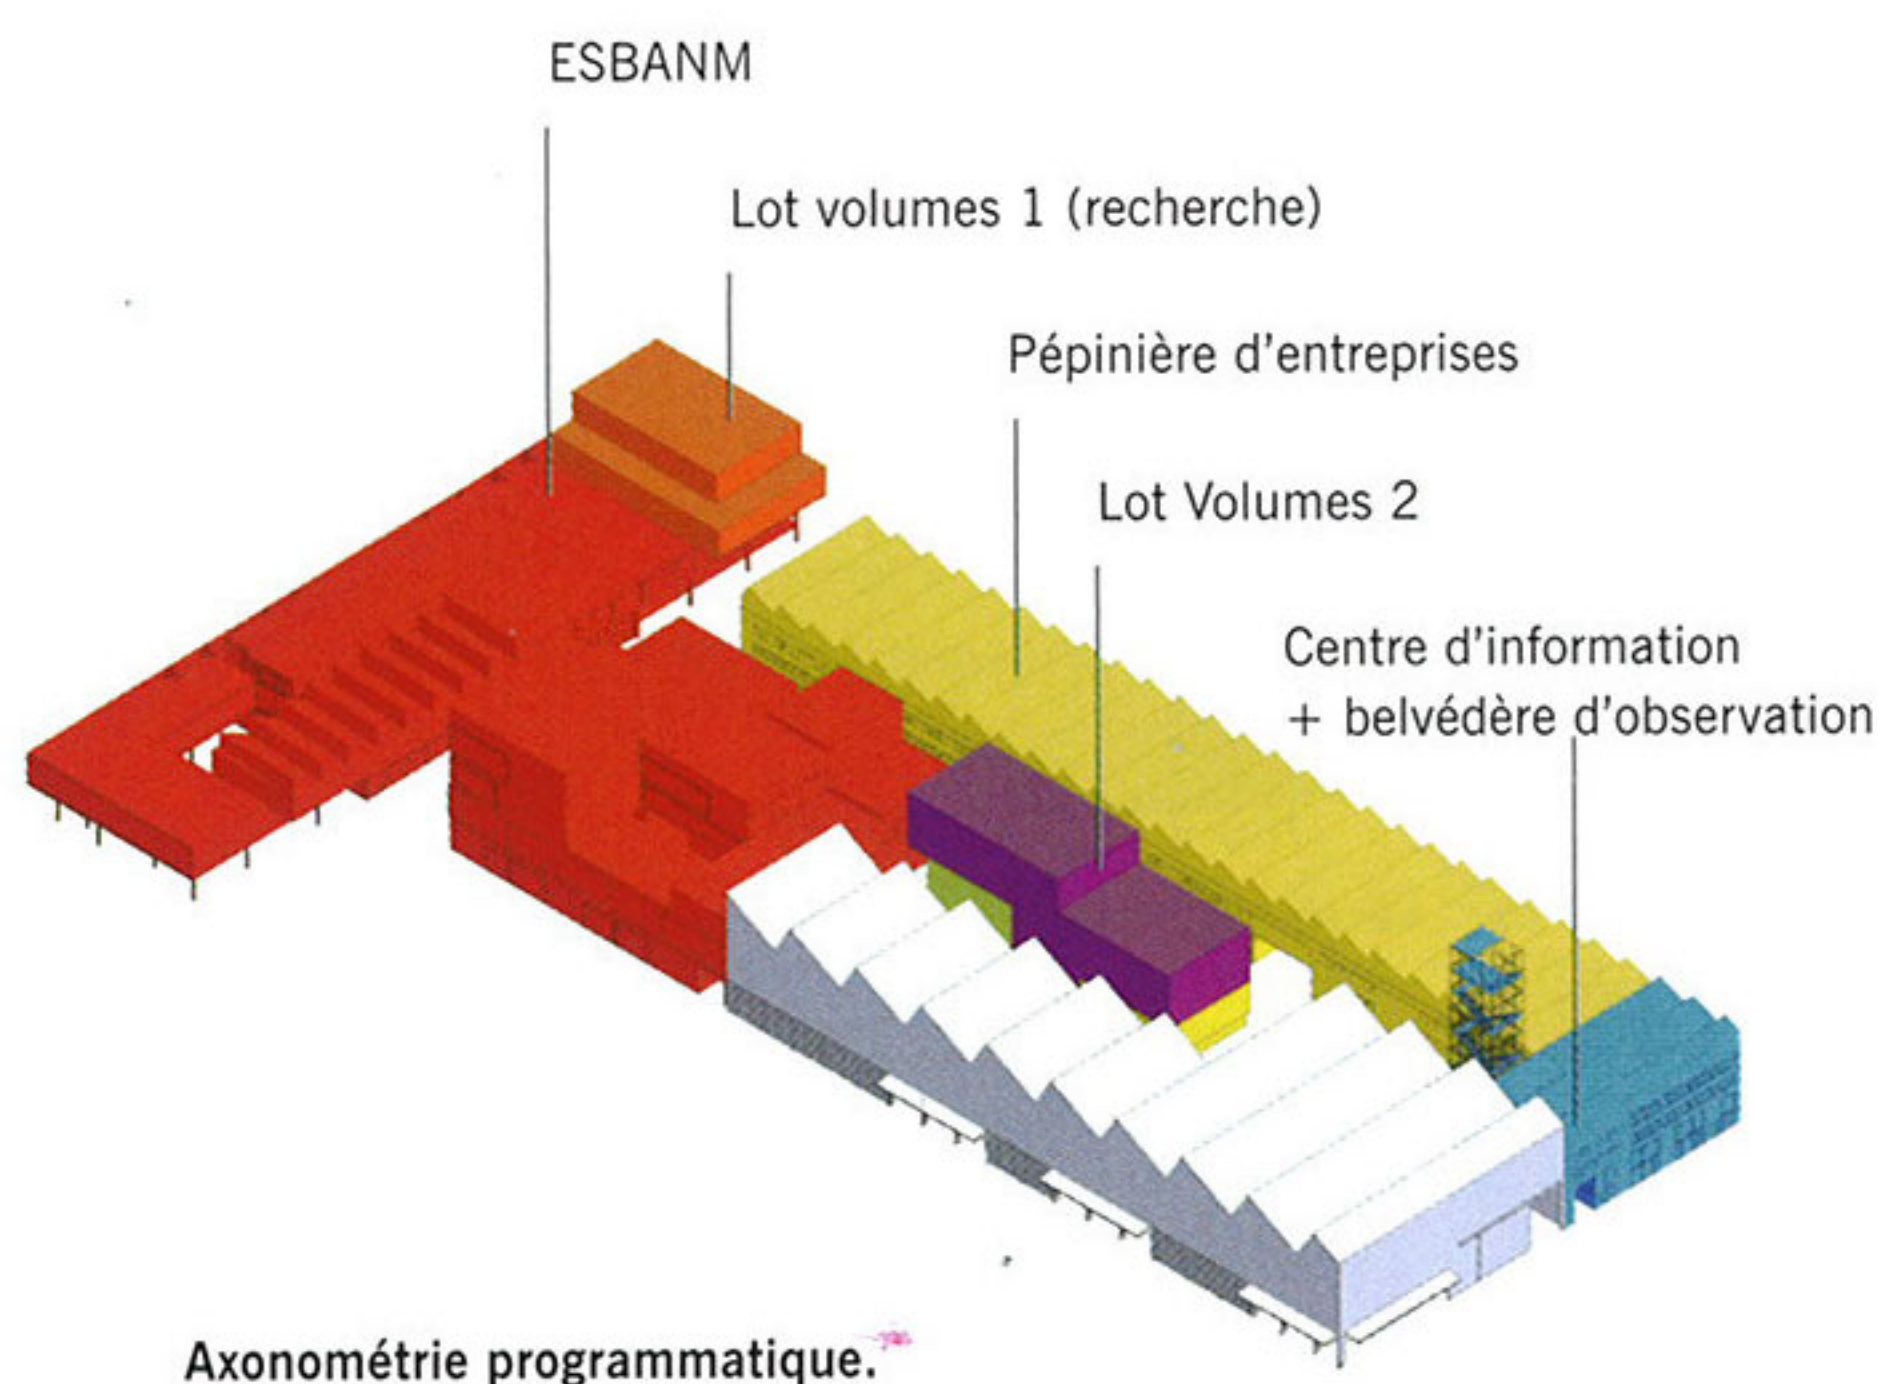 ESBANM
Lot volumes 1 (recherche)
Pépinière d'entreprises
Lot Volumes 2
Centre d'information
+ belvédère d'observation
Axonométrie programmatique.